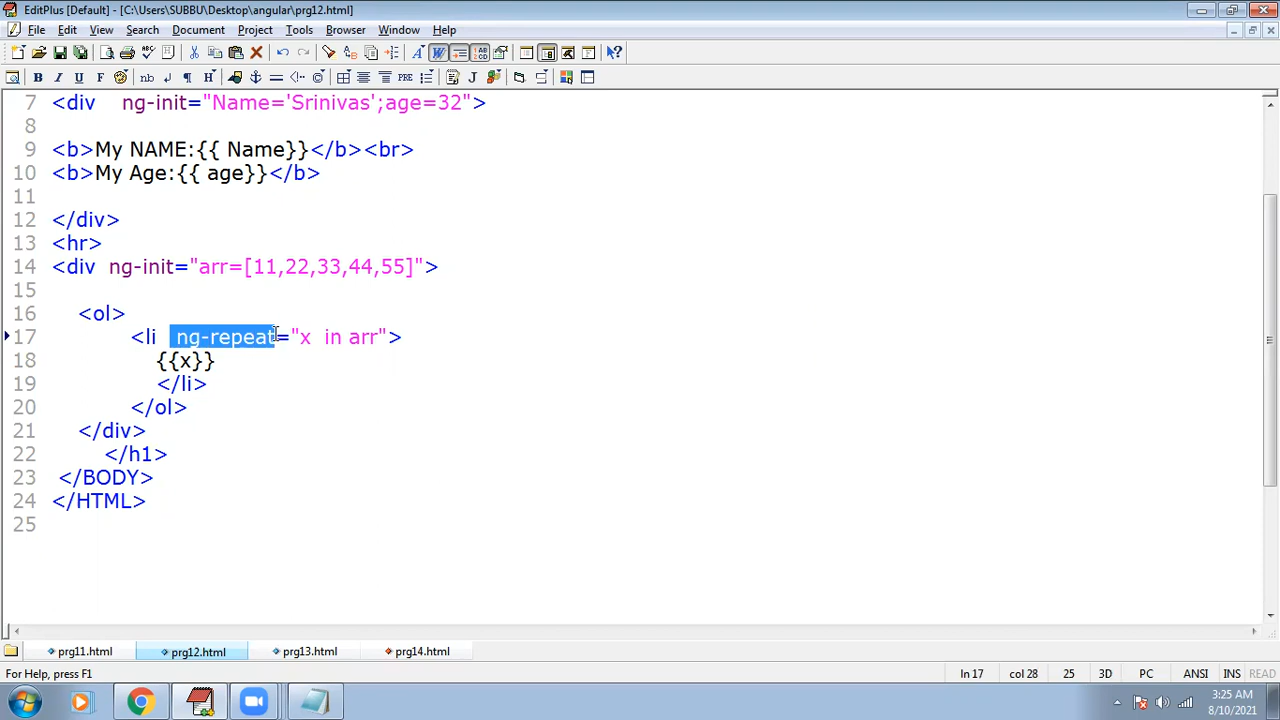 EditPlus [Default] - [C:\Users\SUBBU\Desktop\angular\prg12.html]
File Edit View Search Document Project Tools Browser Window Help
B I U F nb H PRE J
7 <div ng-init="Name='Srinivas';age=32">
8
9 <b>My NAME:{{ Name}}</b><br>
10 <b>My Age:{{ age}}</b>
11
12 </div>
13 <hr>
14 <div ng-init="arr=[11,22,33,44,55]">
15
16 <ol>
17 <li ng-repeat="x in arr">
18 {{x}}
19 </li>
20 </ol>
21 </div>
22 </h1>
23 </BODY>
24 </HTML>
25
prg11.html prg12.html prg13.html prg14.html
For Help, press F1 ln 17 col 28 25 3D PC ANSI INS READ
3:25 AM
8/10/2021